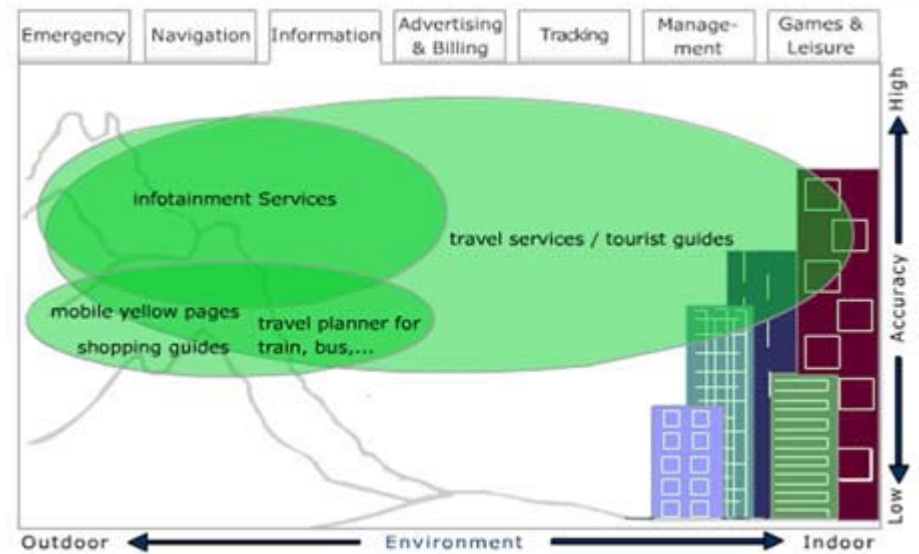 Emergency
Navigation
Information
Advertising
& Billing
Tracking
Manage-
ment
Games &
Leisure
infotainment Services
travel services / tourist guides
mobile yellow pages
shopping guides
travel planner for
train, bus,...
High
Accuracy
Low
Outdoor
Environment
Indoor